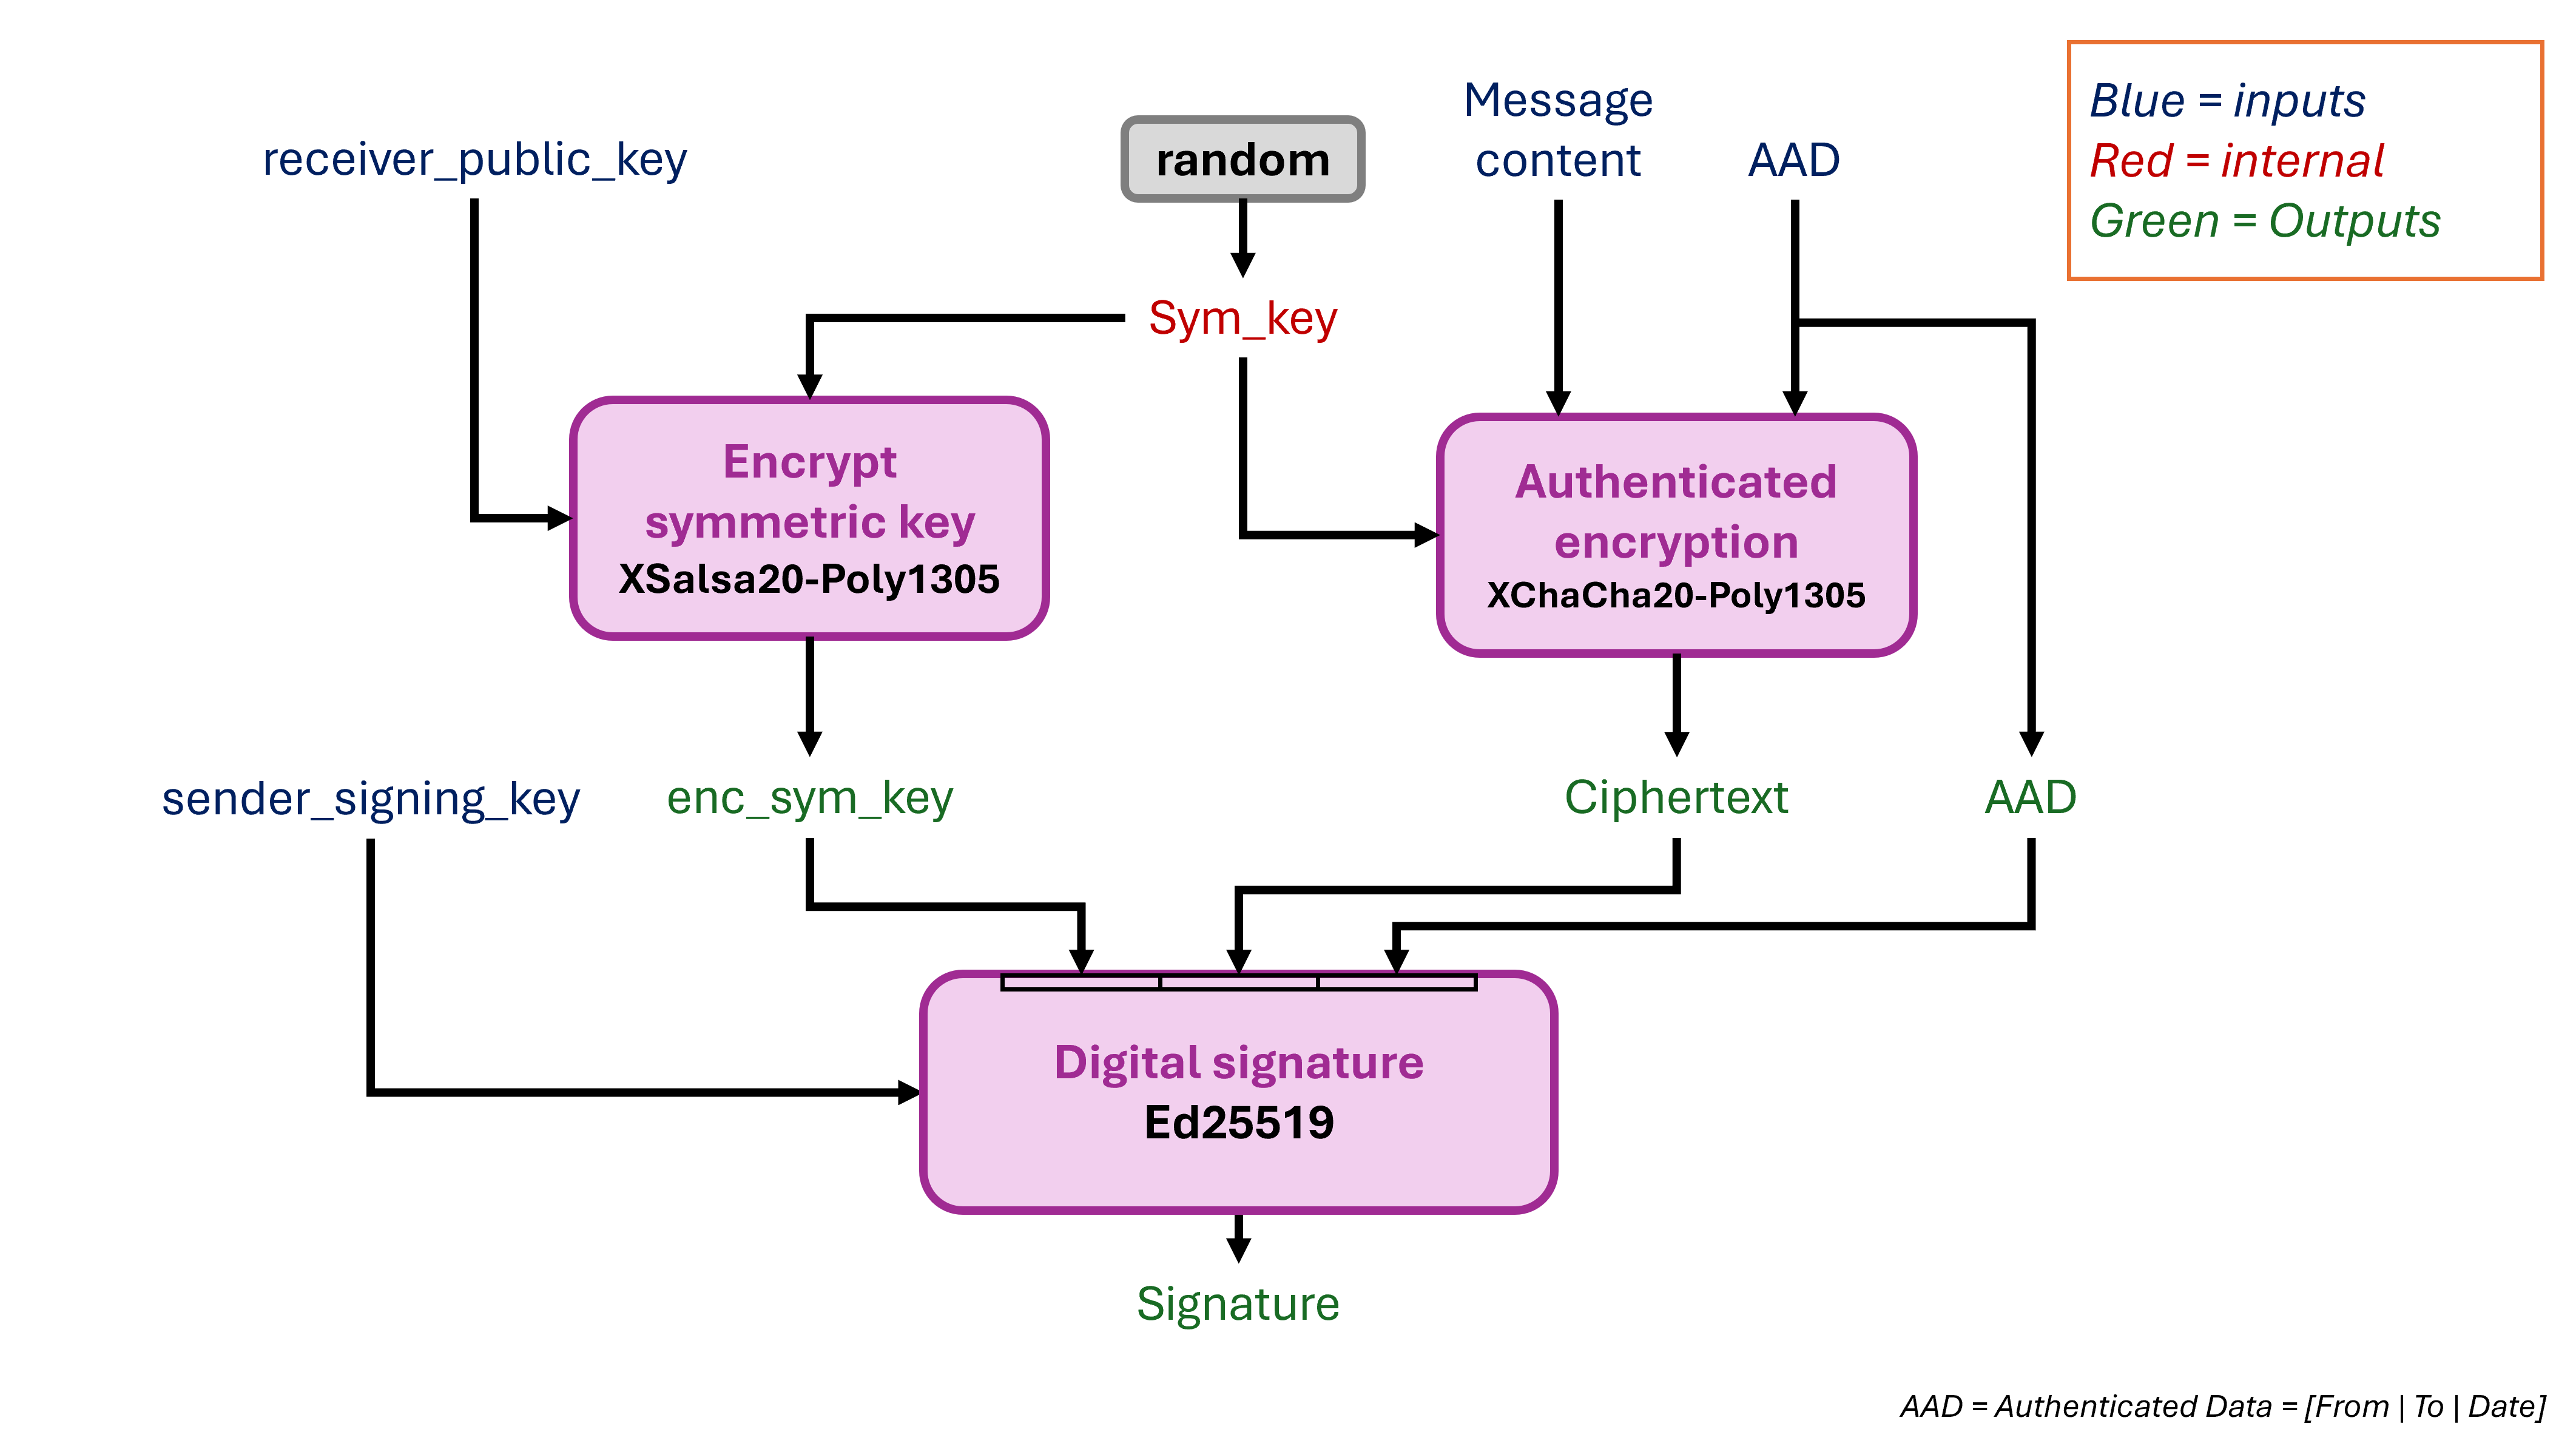 Blue = inputs
Red = internal
Green = Outputs
receiver_public_key
random
Message
content
AAD
Sym_key
Encrypt
symmetric key
XSalsa20-Poly1305
Authenticated
encryption
XChaCha20-Poly1305
sender_signing_key
enc_sym_key
Ciphertext
AAD
Digital signature
Ed25519
Signature
AAD = Authenticated Data = [From | To | Date]